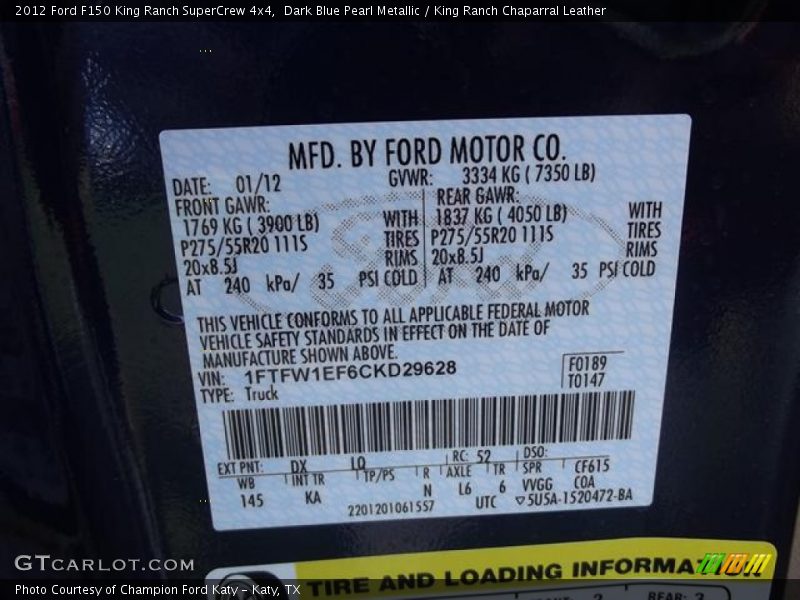 2012 Ford F150 King Ranch SuperCrew 4x4, Dark Blue Pearl Metallic / King Ranch Chaparral Leather
MFD. BY FORD MOTOR CO.
DATE: 01/12 GVWR: 3334 KG ( 7350 LB)
FRONT GAWR: REAR GAWR:
1769 KG ( 3900 LB) WITH 1837 KG ( 4050 LB) WITH
P275/55R20 111S TIRES P275/55R20 111S TIRES
20x8.5J RIMS 20x8.5J RIMS
AT 240 kPa/ 35 PSI COLD AT 240 kPa/ 35 PSI COLD
THIS VEHICLE CONFORMS TO ALL APPLICABLE FEDERAL MOTOR
VEHICLE SAFETY STANDARDS IN EFFECT ON THE DATE OF
MANUFACTURE SHOWN ABOVE.
VIN: 1FTFW1EF6CKD29628 F0189
TYPE: Truck T0147
EXT PNT: DX LQ RC: 52 DSO:
WB INT TR TP/PS R AXLE TR SPR CF615
145 KA N L6 6 VVGG COA
2201201061557 UTC ▽5U5A-1520472-BA
TIRE AND LOADING INFORMA
FRONT: 2 REAR: 3
GTCARLOT.COM
Photo Courtesy of Champion Ford Katy – Katy, TX